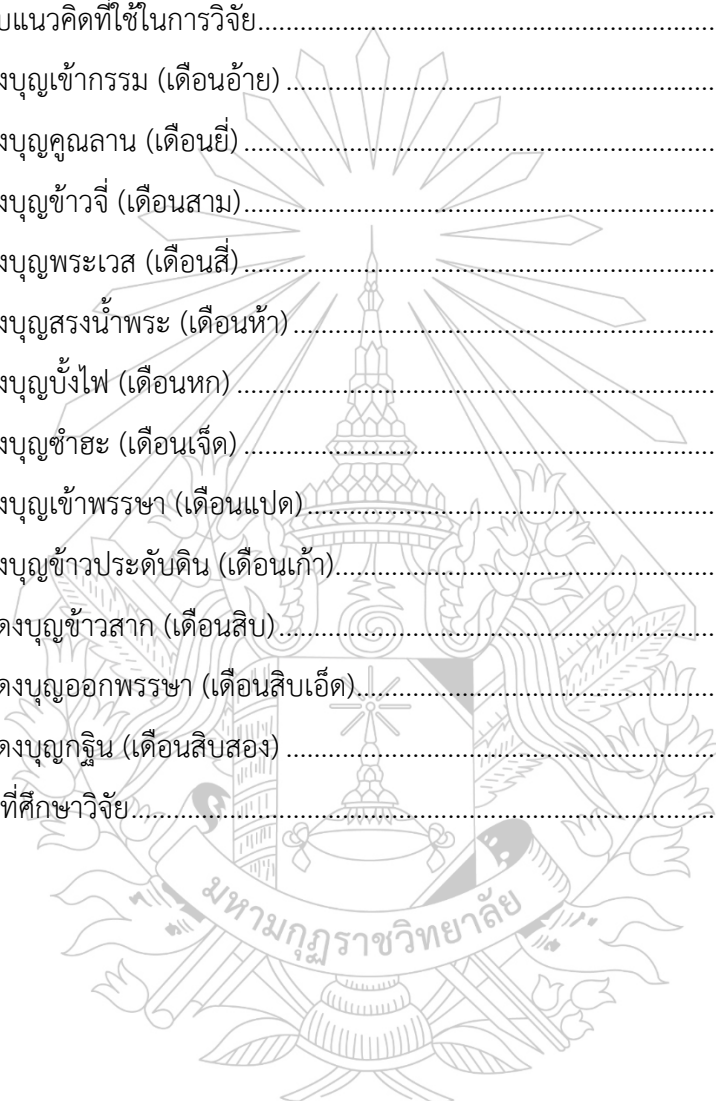 บแนวคิดที่ใช้ในการวิจัย................................................................
งบุญเข้ากรรม (เดือนอ้าย) ................................................................
งบุญคูณลาน (เดือนยี่) ................................................................
งบุญข้าวจี่ (เดือนสาม)................................................................
งบุญพระเวส (เดือนสี่) ................................................................
งบุญสรงน้ำพระ (เดือนห้า) ................................................................
งบุญบั้งไฟ (เดือนหก) ................................................................
งบุญซำฮะ (เดือนเจ็ด) ................................................................
งบุญเข้าพรรษา (เดือนแปด)................................................................
งบุญข้าวประดับดิน (เดือนเก้า)................................................................
ดงบุญข้าวสาก (เดือนสิบ)................................................................
ดงบุญออกพรรษา (เดือนสิบเอ็ด)................................................................
ดงบุญกฐิน (เดือนสิบสอง) ................................................................
ที่ศึกษาวิจัย................................................................
มหามกุฏราชวิทยาลัย